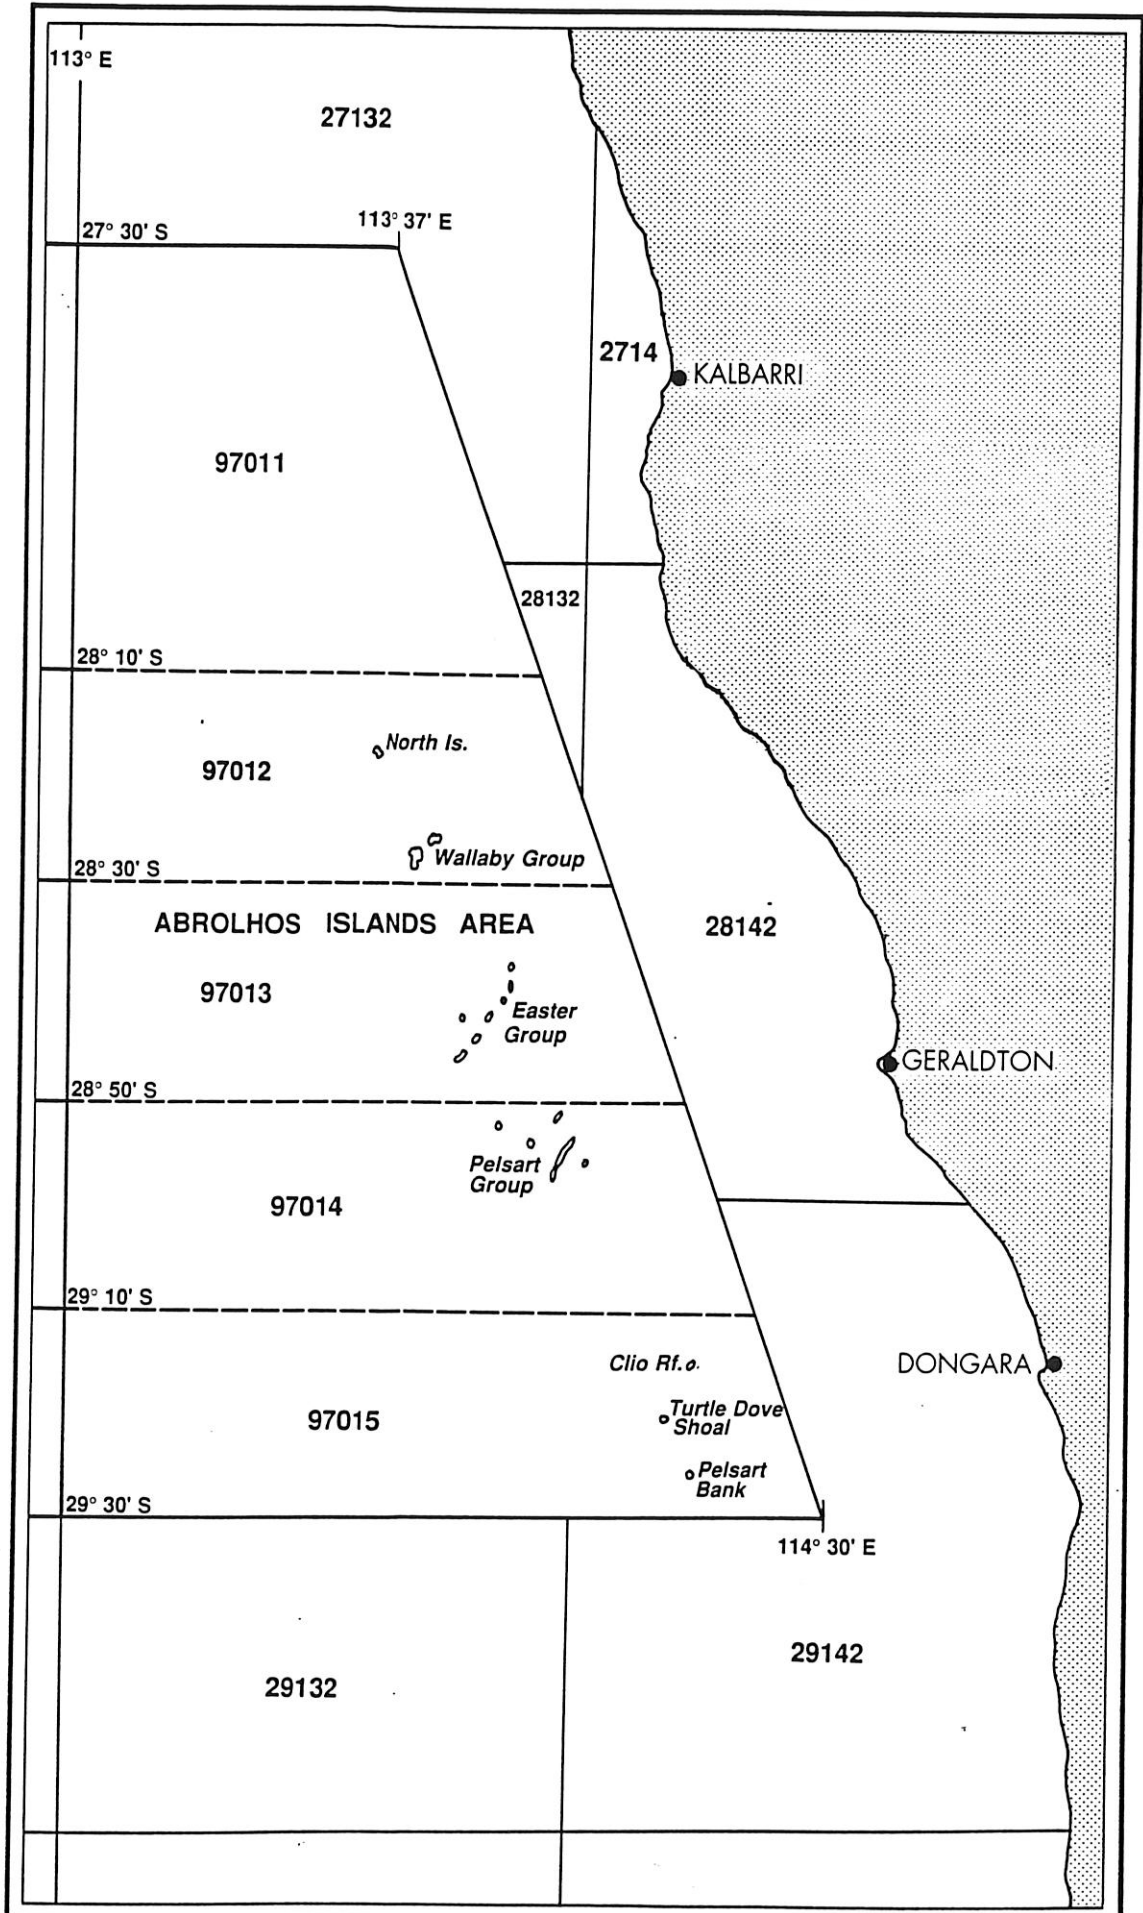 113° E
27132
113° 37' E
27° 30' S
2714
KALBARRI
97011
28132
28° 10' S
North Is.
97012
Wallaby Group
28° 30' S
ABROLHOS ISLANDS AREA
28142
97013
Easter
Group
GERALDTON
28° 50' S
Pelsart
Group
97014
29° 10' S
Clio Rf.
DONGARA
Turtle Dove
Shoal
97015
Pelsart
Bank
29° 30' S
114° 30' E
29142
29132